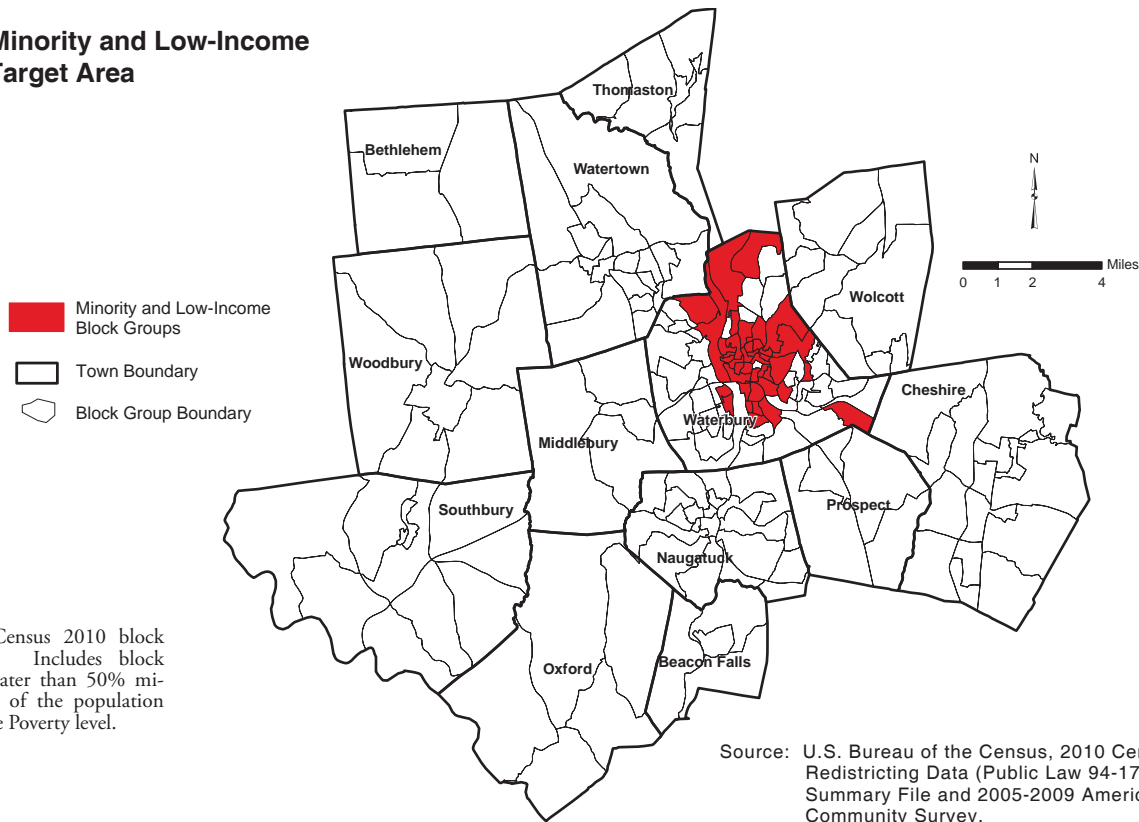 Minority and Low-Income
Target Area
Thomaston
Bethlehem
Watertown
N
Miles
0 1 2 4
Wolcott
Minority and Low-Income
Block Groups
Town Boundary
Block Group Boundary
Woodbury
Cheshire
Waterbury
Middlebury
Southbury
Prospect
Naugatuck
Oxford
Beacon Falls
Census 2010 block
Includes block
ater than 50% mi-
of the population
e Poverty level.
Source: U.S. Bureau of the Census, 2010 Cen
Redistricting Data (Public Law 94-17
Summary File and 2005-2009 Americ
Community Survey.